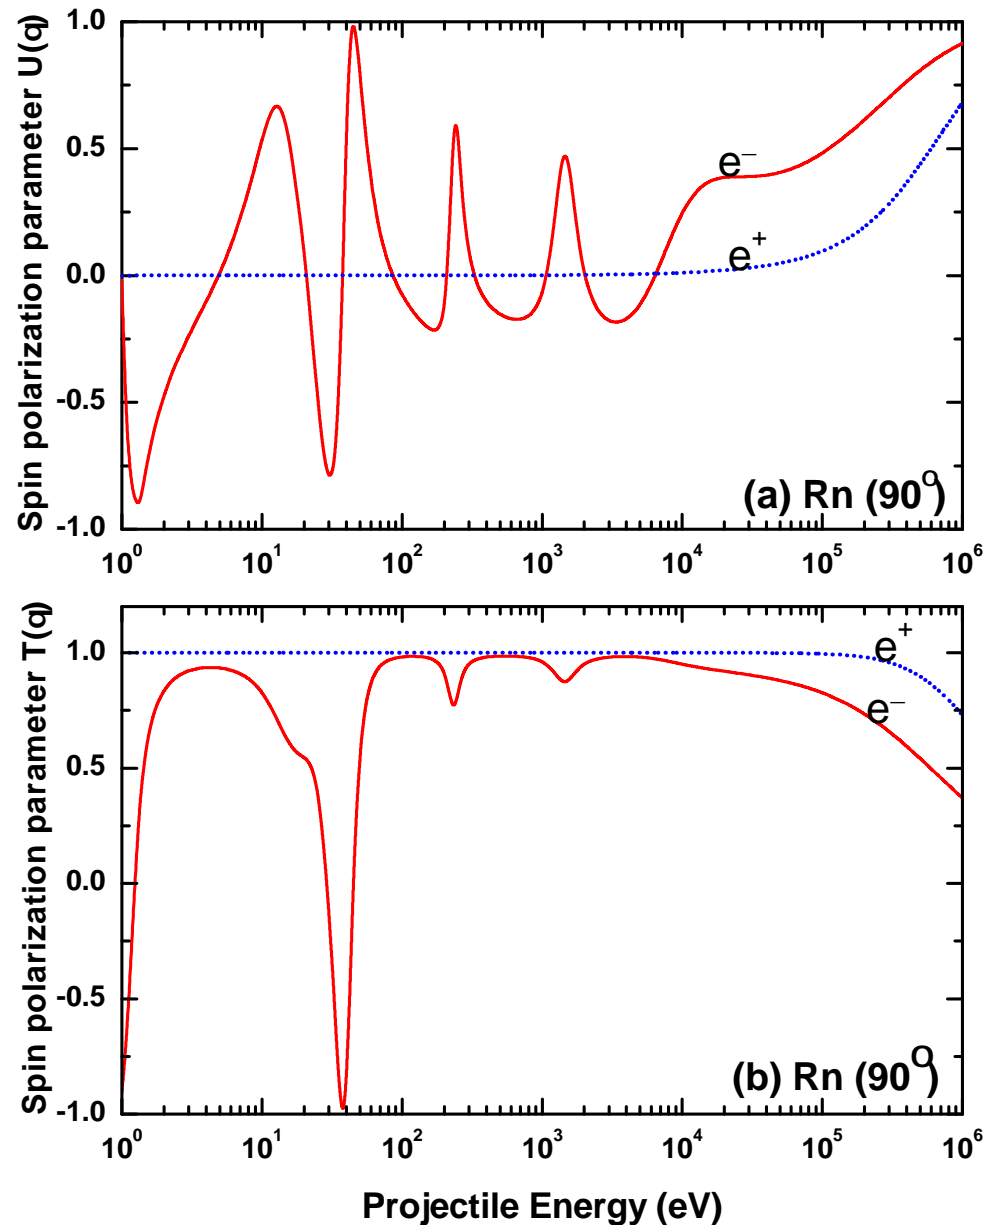 Spin polarization parameter U(q)
1.0
0.5
0.0
-0.5
-1.0
e⁻
e⁺
(a) Rn (90°)
10⁰ 10¹ 10² 10³ 10⁴ 10⁵ 10⁶
Spin polarization parameter T(q)
1.0
0.5
0.0
-0.5
-1.0
e⁺
e⁻
(b) Rn (90°)
10⁰ 10¹ 10² 10³ 10⁴ 10⁵ 10⁶
Projectile Energy (eV)